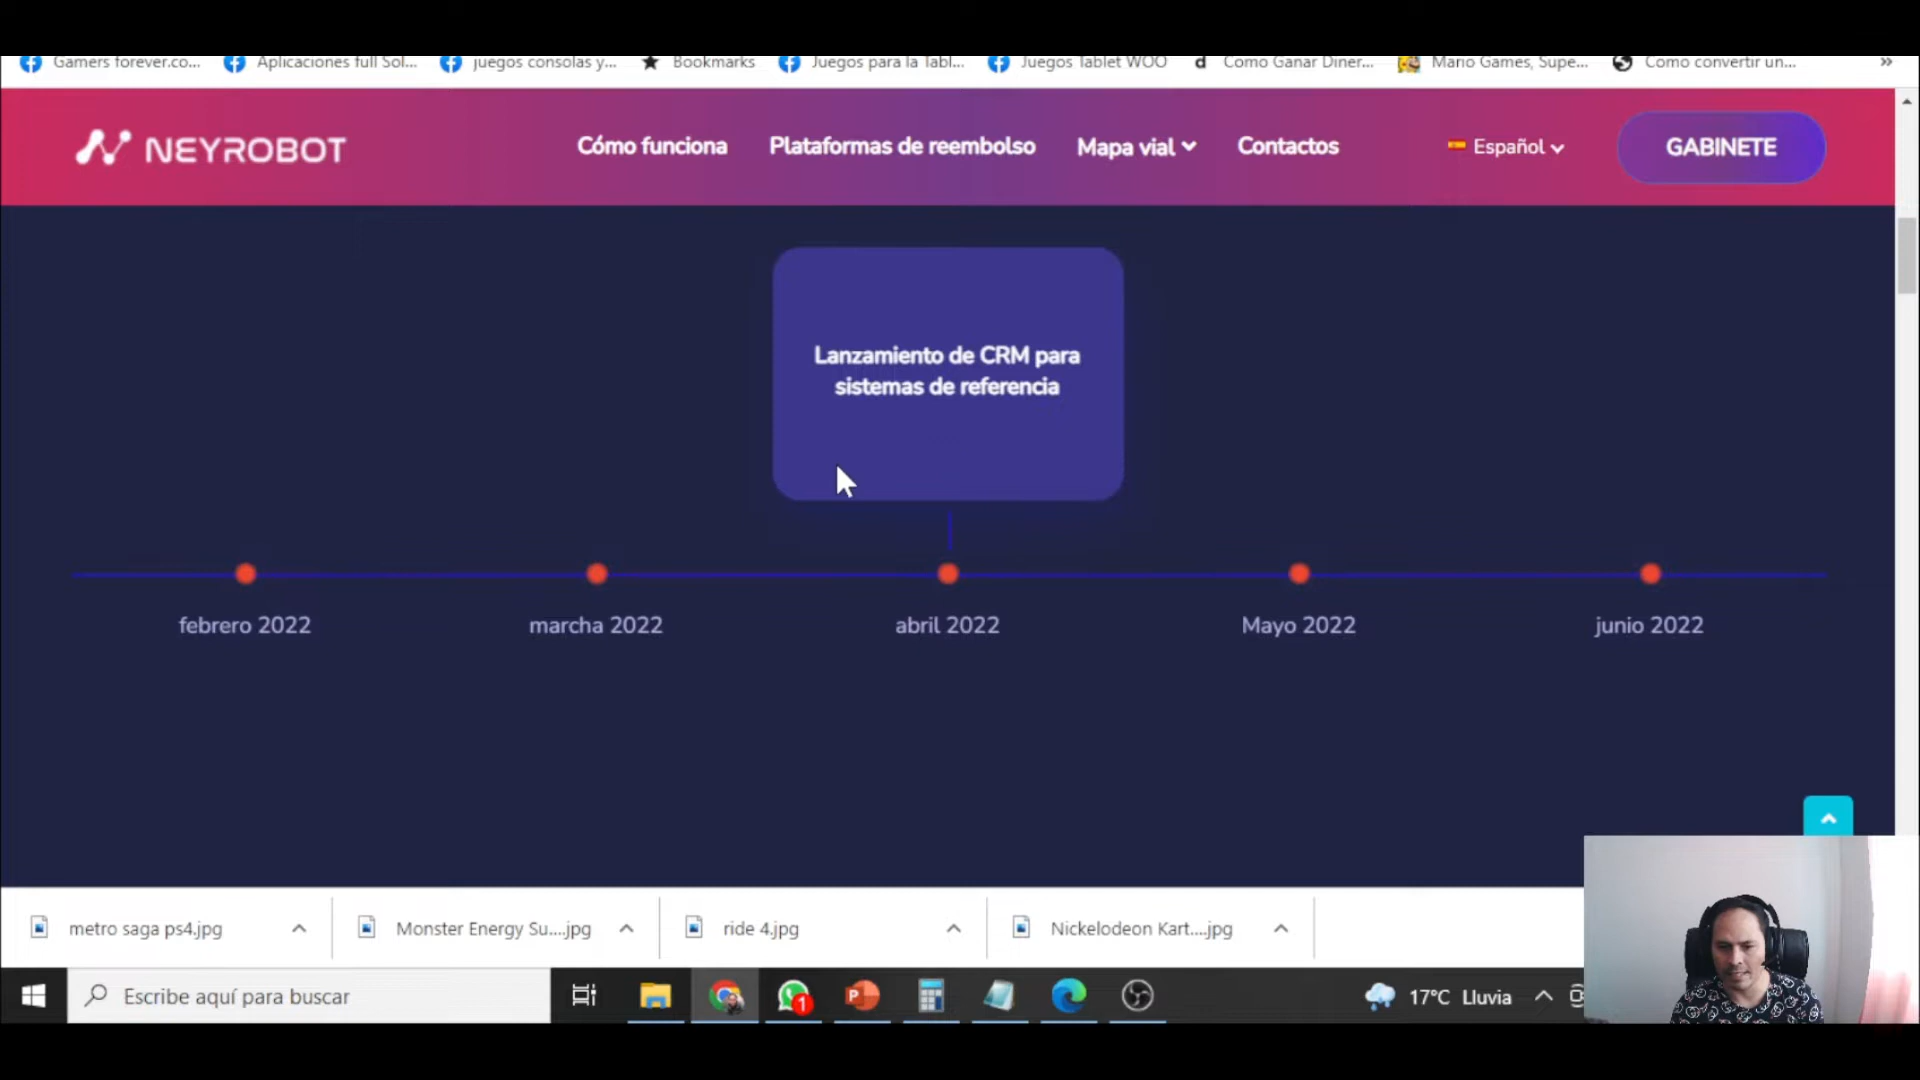 Gamers forever.co...
Aplicaciones full Sol...
juegos consolas y...
Bookmarks
Juegos para la Tabl...
Juegos Tablet WOO
d
Como Ganar Diner...
Mario Games, Supe...
Como convertir un...
»
NEYROBOT
Cómo funciona
Plataformas de reembolso
Mapa vial
Contactos
Español
GABINETE
Lanzamiento de CRM para
sistemas de referencia
febrero 2022
marcha 2022
abril 2022
Mayo 2022
junio 2022
metro saga ps4.jpg
Monster Energy Su....jpg
ride 4.jpg
Nickelodeon Kart....jpg
Escribe aquí para buscar
P
1
17°C Lluvia